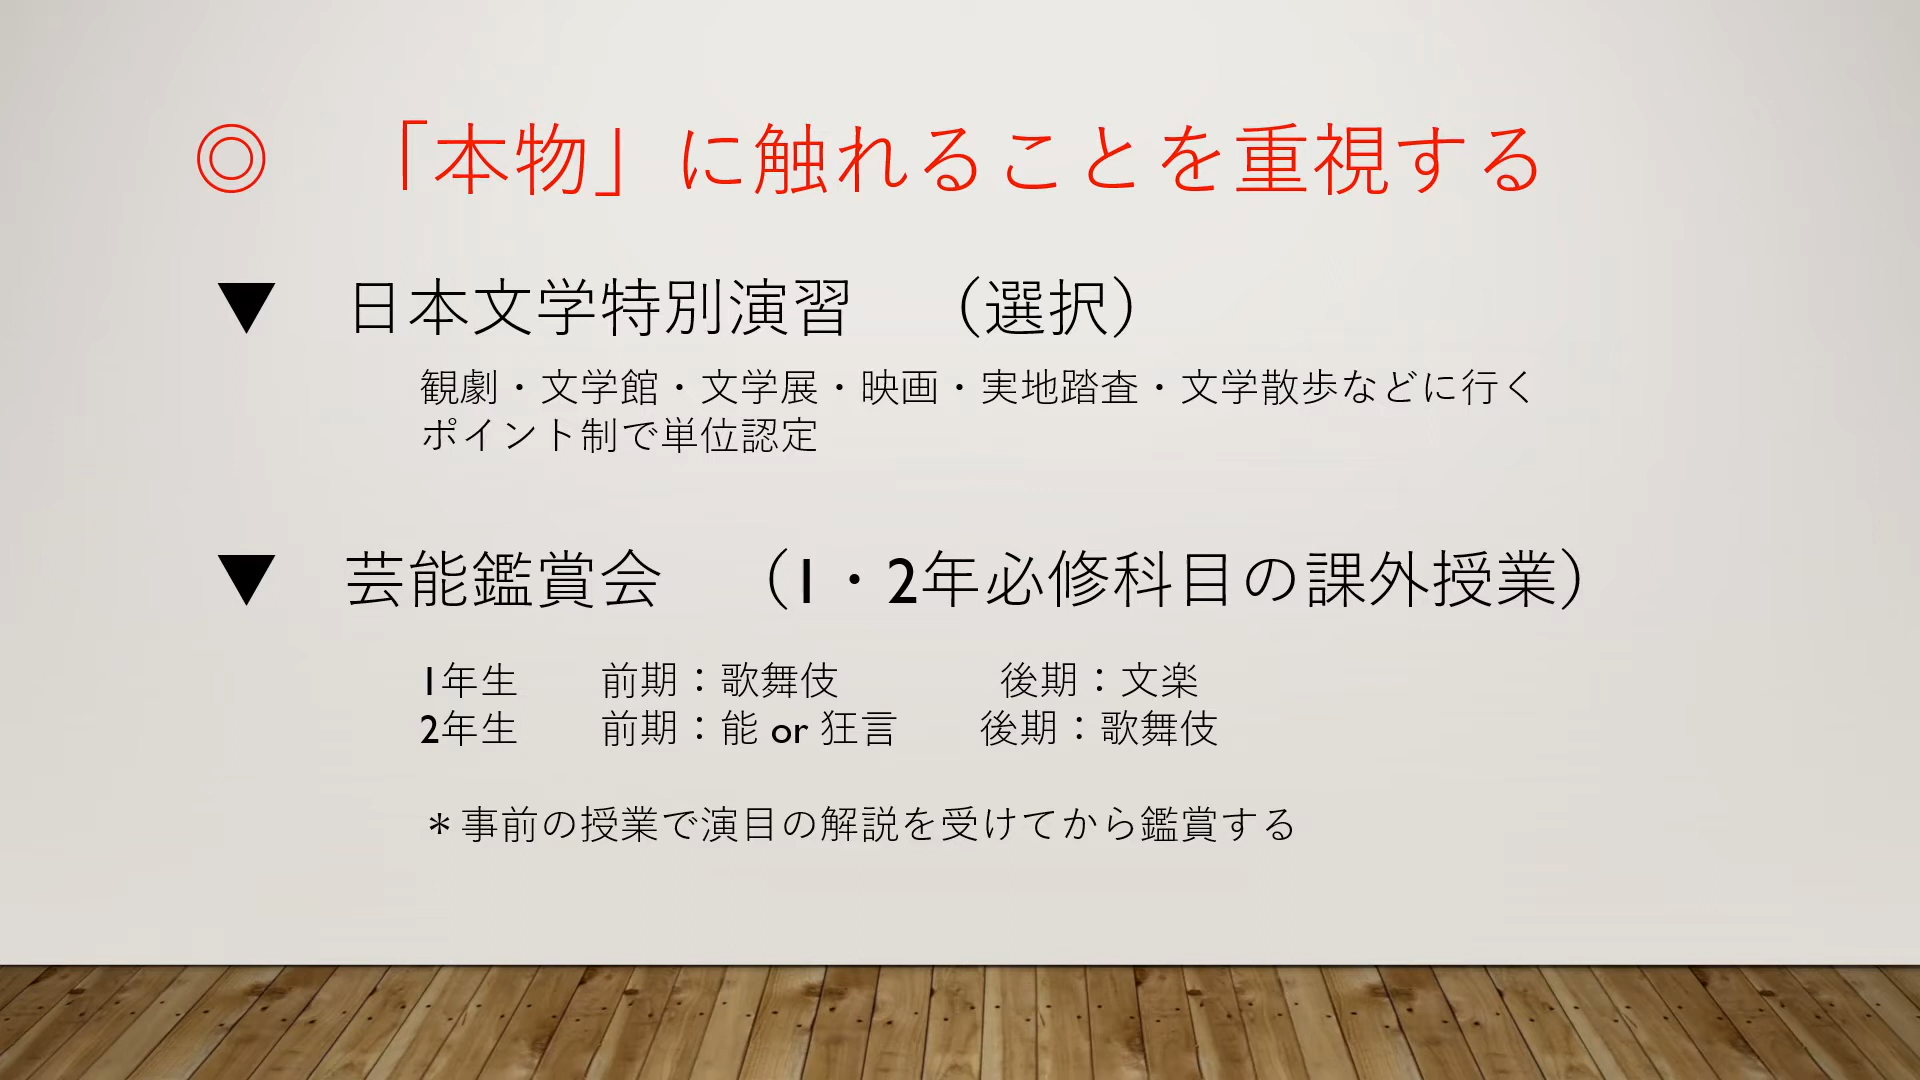 ◎　「本物」に触れることを重視する
▼　日本文学特別演習　（選択）
観劇・文学館・文学展・映画・実地踏査・文学散歩などに行く
ポイント制で単位認定
▼　芸能鑑賞会　（1・2年必修科目の課外授業）
1年生　　前期：歌舞伎　　　　後期：文楽
2年生　　前期：能 or 狂言　　後期：歌舞伎
＊事前の授業で演目の解説を受けてから鑑賞する